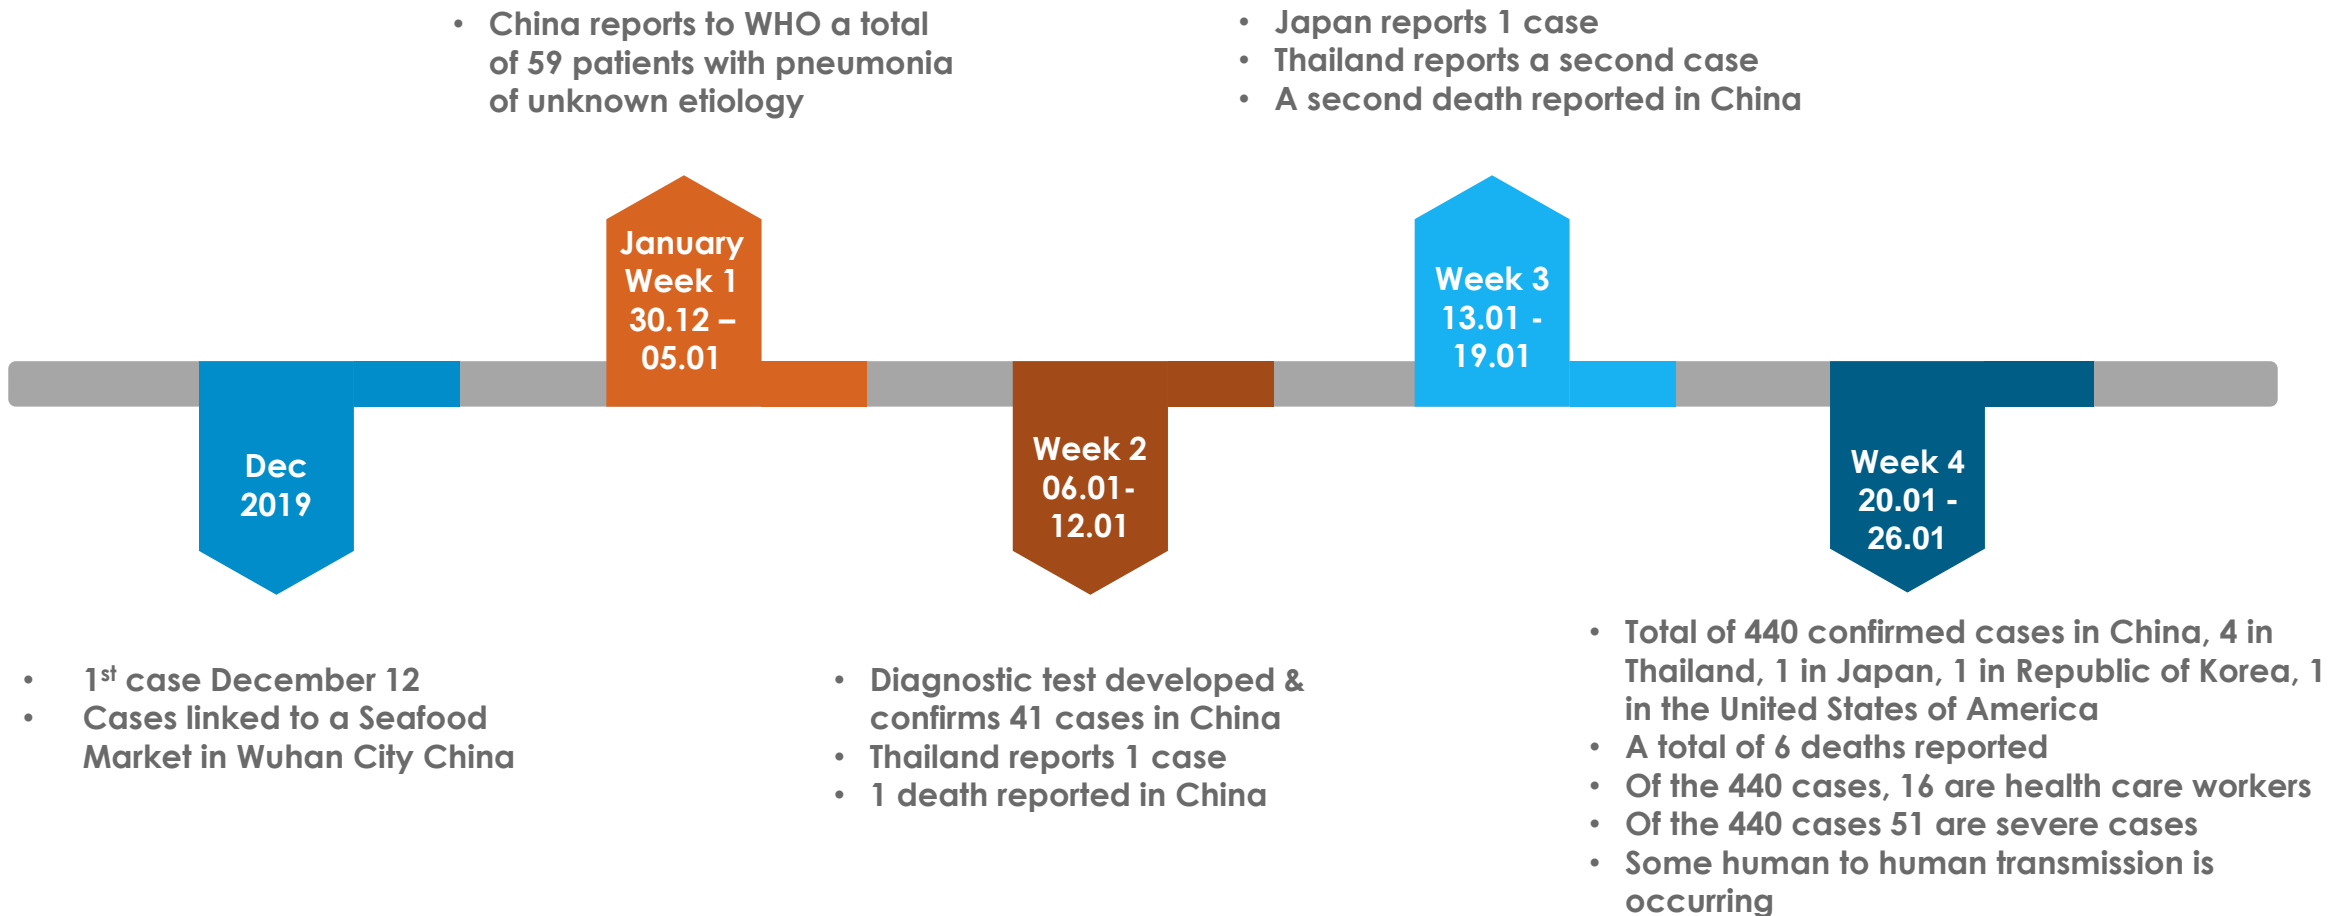 • China reports to WHO a total
of 59 patients with pneumonia
of unknown etiology
• Japan reports 1 case
• Thailand reports a second case
• A second death reported in China
January
Week 1
30.12 –
05.01
Week 3
13.01 -
19.01
Dec
2019
Week 2
06.01-
12.01
Week 4
20.01 -
26.01
• 1st case December 12
• Cases linked to a Seafood
Market in Wuhan City China
• Diagnostic test developed &
confirms 41 cases in China
• Thailand reports 1 case
• 1 death reported in China
• Total of 440 confirmed cases in China, 4 in
Thailand, 1 in Japan, 1 in Republic of Korea, 1
in the United States of America
• A total of 6 deaths reported
• Of the 440 cases, 16 are health care workers
• Of the 440 cases 51 are severe cases
• Some human to human transmission is
occurring